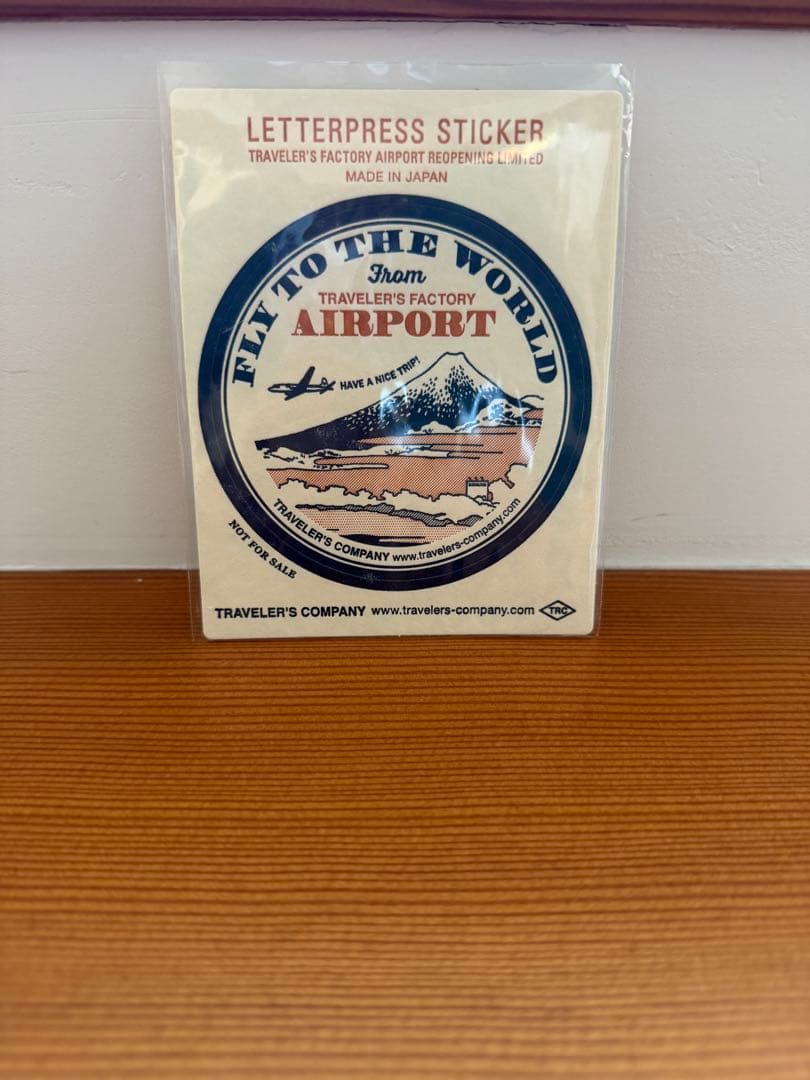 LETTERPRESS STICKER
TRAVELER'S FACTORY AIRPORT REOPENING LIMITED
MADE IN JAPAN
FLY TO THE WORLD
From
TRAVELER'S FACTORY
AIRPORT
HAVE A NICE TRIP!
TRAVELER'S COMPANY www.travelers-company.com
NOT FOR SALE
TRAVELER'S COMPANY www.travelers-company.com TRC